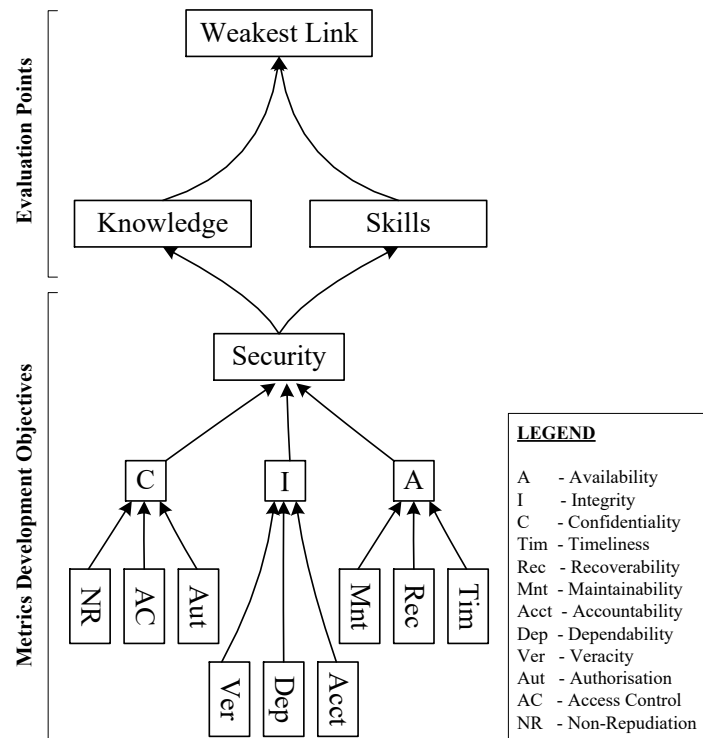 Weakest Link
Evaluation Points
Knowledge
Skills
Security
Metrics Development Objectives
C
I
A
NR
AC
Aut
Mnt
Rec
Tim
Ver
Dep
Acct
LEGEND
A - Availability
I - Integrity
C - Confidentiality
Tim - Timeliness
Rec - Recoverability
Mnt - Maintainability
Acct - Accountability
Dep - Dependability
Ver - Veracity
Aut - Authorisation
AC - Access Control
NR - Non-Repudiation